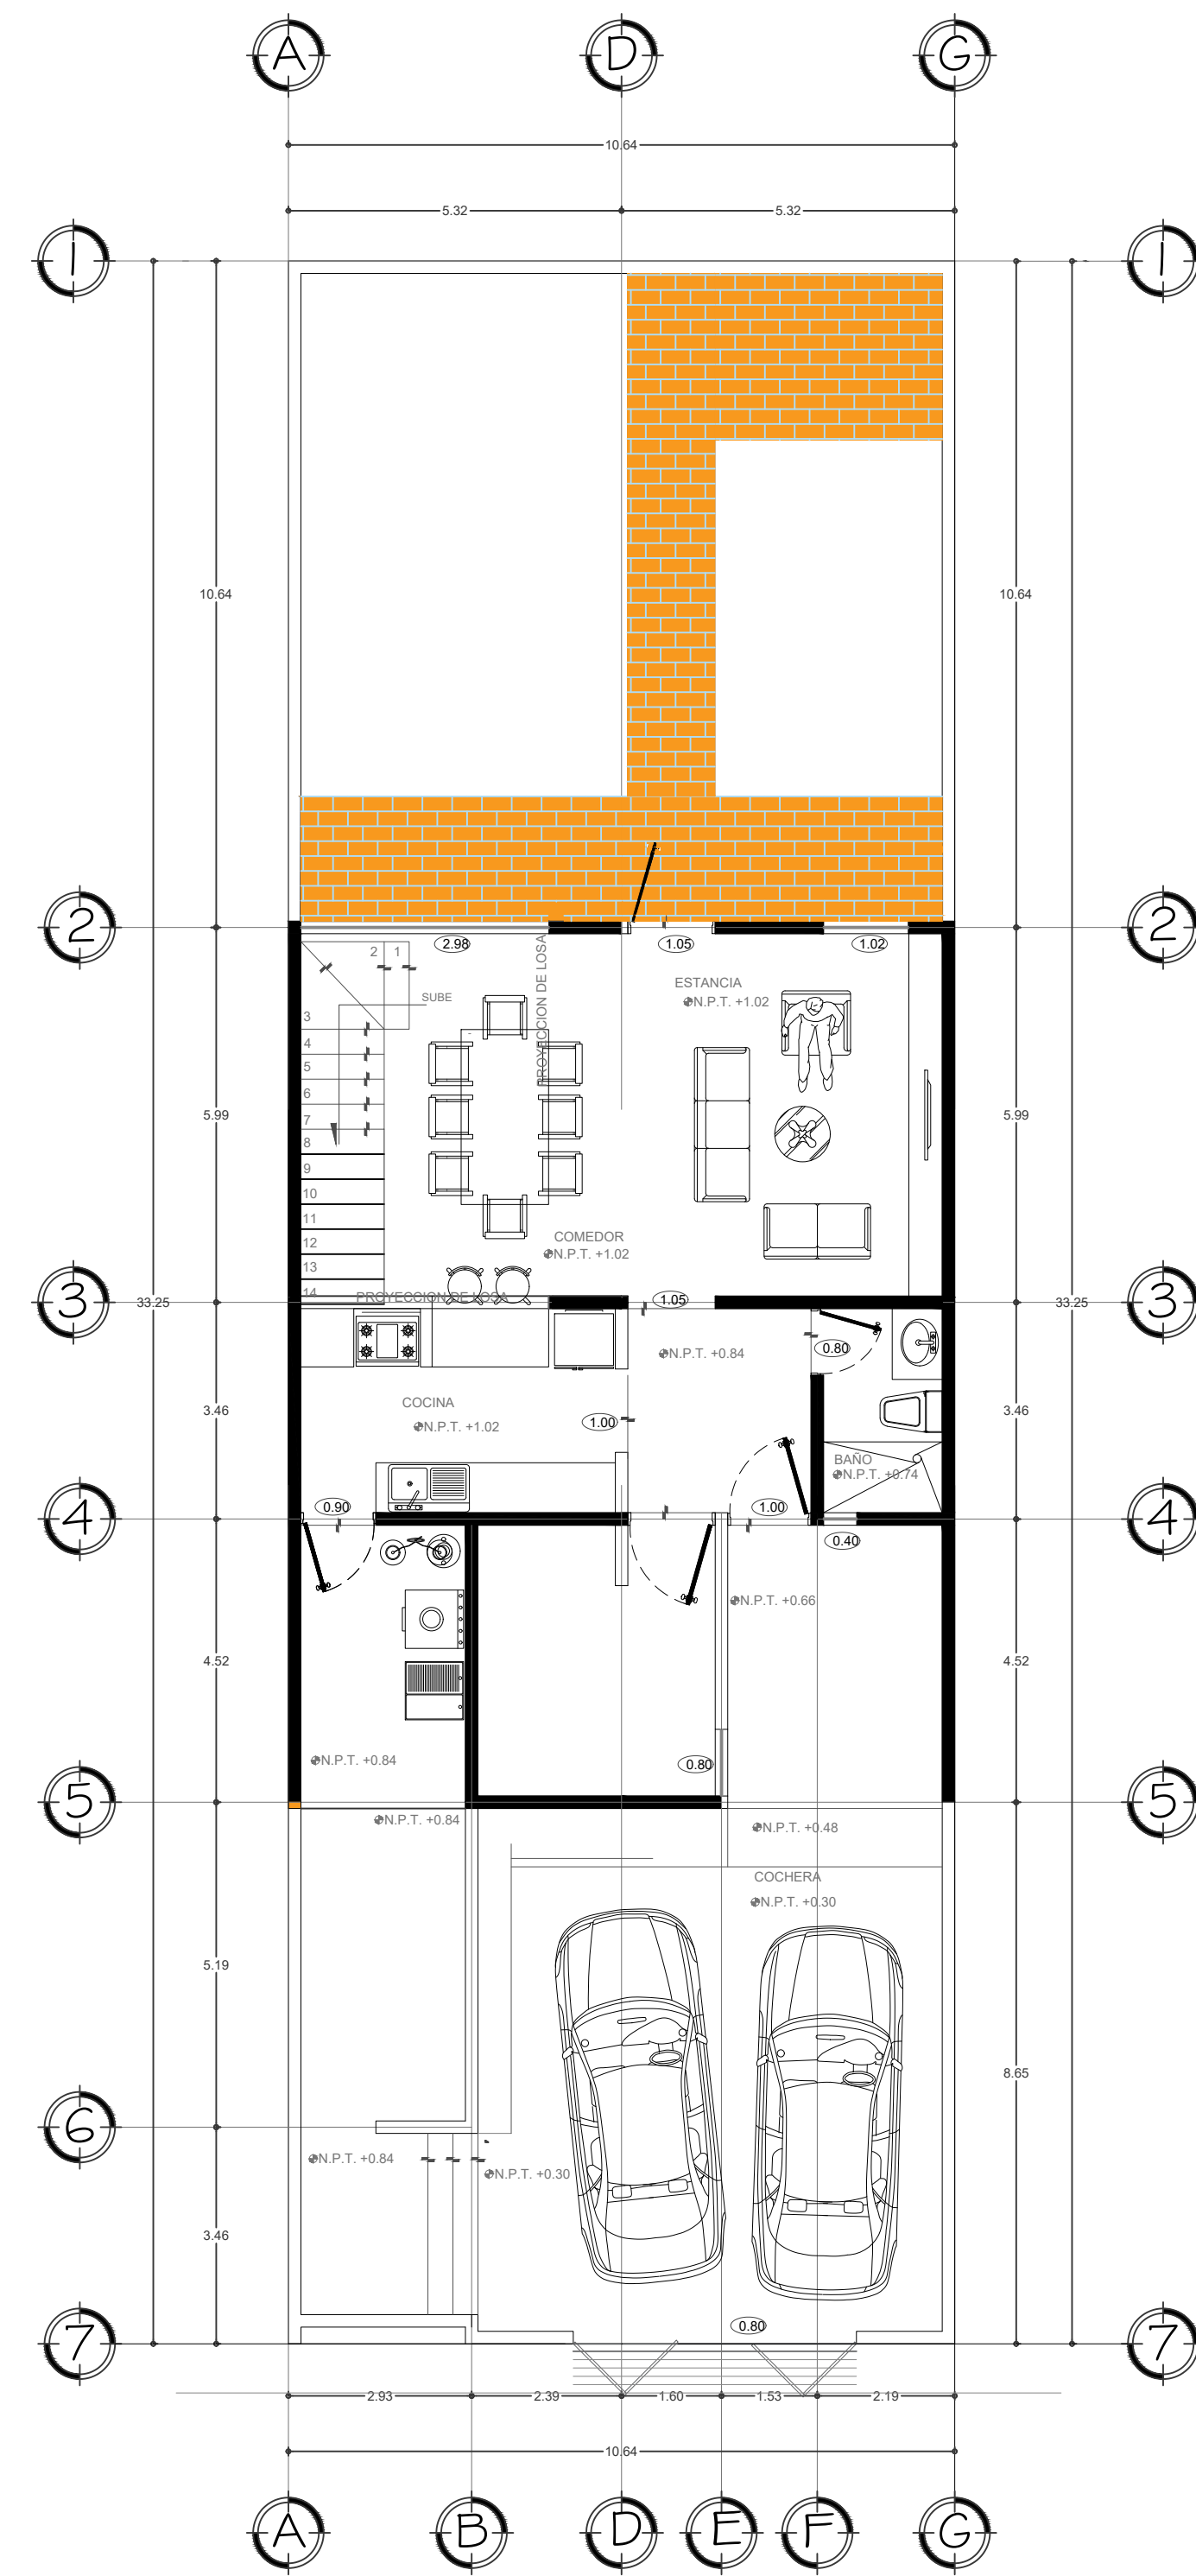 A D G
10.64
5.32 5.32
1 1
10.64 10.64
2 2
2.98 1.05 1.02
2 1
ESTANCIA
N.P.T. +1.02
SUBE
PROYECCION DE LOSA
3
4
5
6
7
8
9
10
11
12
13
14
5.99 5.99
COMEDOR
N.P.T. +1.02
PROYECCION DE LOSA
1.05
3 33.25 33.25 3
N.P.T. +0.84
0.80
COCINA
N.P.T. +1.02
1.00
3.46 3.46
BAÑO
N.P.T. +0.74
0.90 1.00
4 4
0.40
N.P.T. +0.66
4.52 4.52
N.P.T. +0.84
0.80
5 5
N.P.T. +0.84
N.P.T. +0.48
COCHERA
N.P.T. +0.30
5.19
8.65
6
N.P.T. +0.84
N.P.T. +0.30
3.46
0.80
7 7
2.93 2.39 1.60 1.53 2.19
10.64
A B D E F G